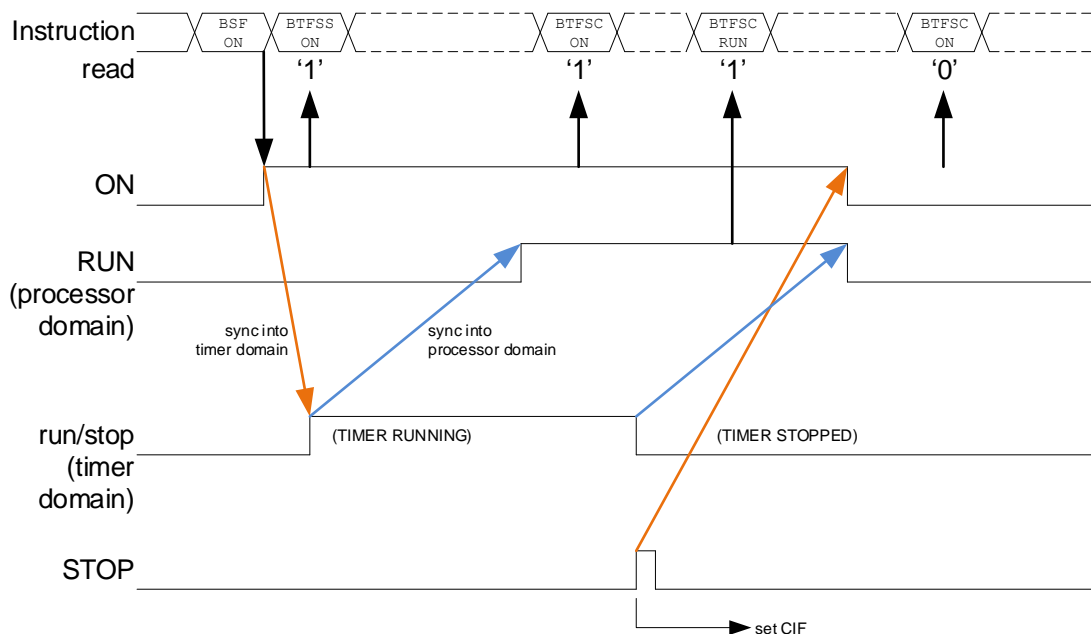 Instruction
BSF
ON
BTFSS
ON
BTFSC
ON
BTFSC
RUN
BTFSC
ON
read
‘1’
‘1’
‘1’
‘0’
ON
RUN
(processor
domain)
sync into
timer domain
sync into
processor domain
run/stop
(timer
domain)
(TIMER RUNNING)
(TIMER STOPPED)
STOP
set CIF